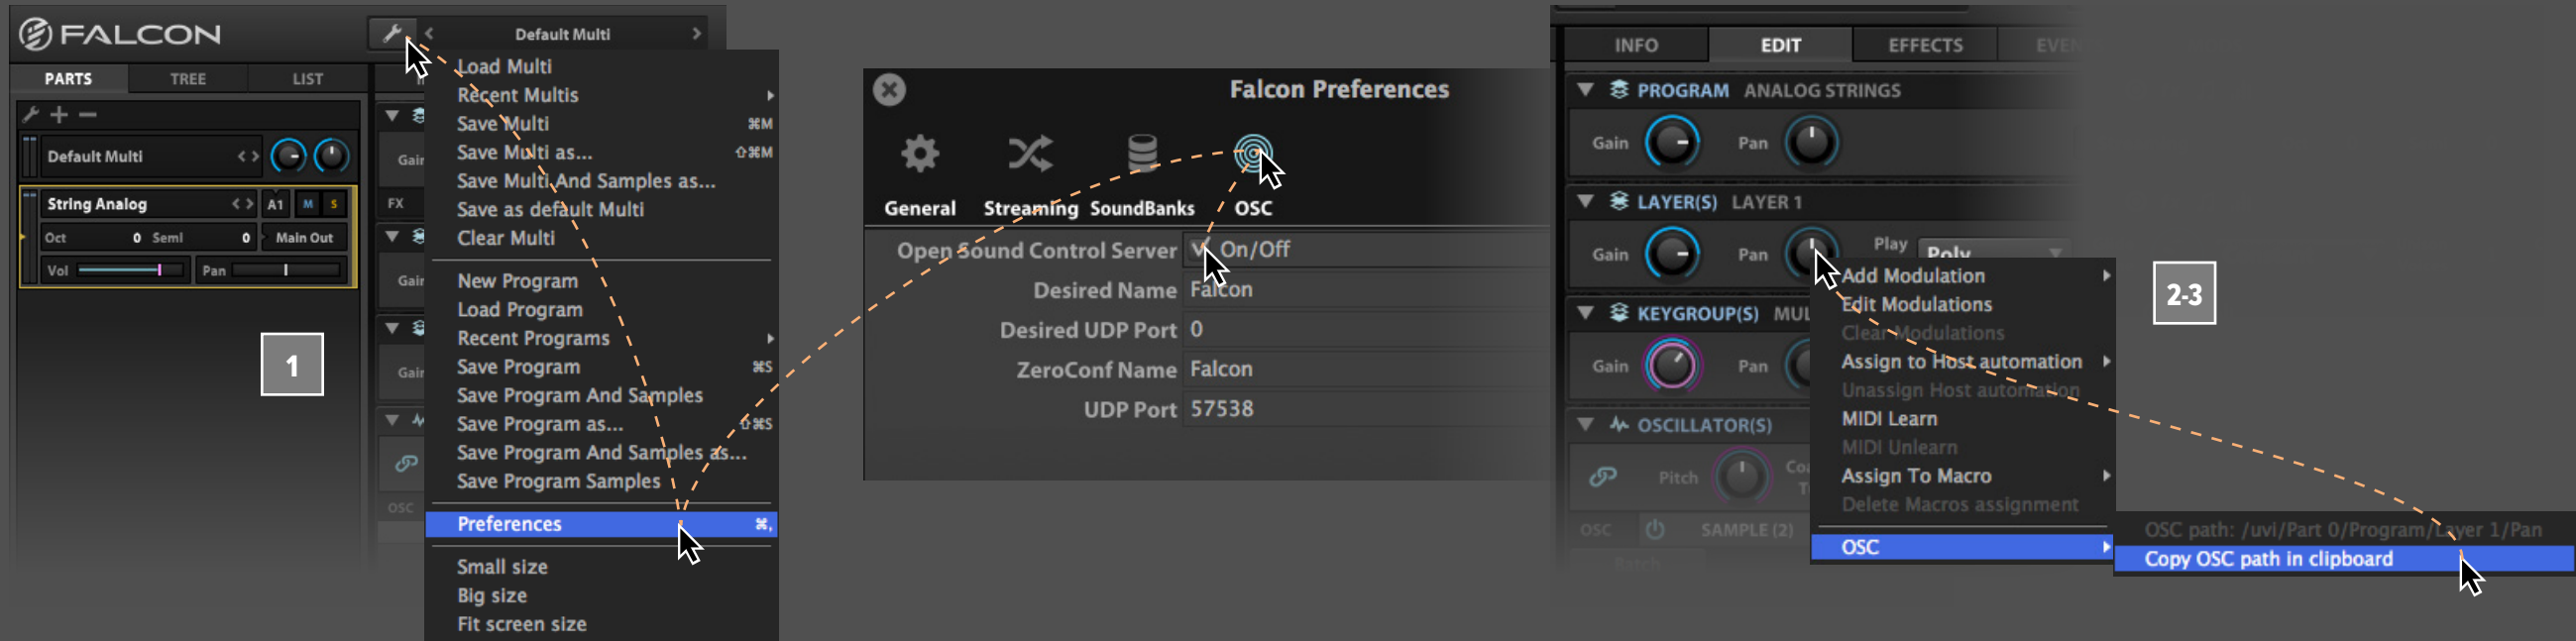 FALCON
Default Multi
PARTS TREE LIST
Default Multi
String Analog A1 M S
Oct 0 Semi 0 Main Out
Vol Pan
1
Gain
FX
Gain
Gain
OSC
Load Multi
Recent Multis
Save Multi ⌘M
Save Multi as... ⇧⌘M
Save Multi And Samples as...
Save as default Multi
Clear Multi
New Program
Load Program
Recent Programs
Save Program ⌘S
Save Program And Samples
Save Program as... ⇧⌘S
Save Program And Samples as...
Save Program Samples
Preferences ⌘,
Small size
Big size
Fit screen size
Falcon Preferences
General Streaming SoundBanks OSC
Open Sound Control Server On/Off
Desired Name Falcon
Desired UDP Port 0
ZeroConf Name Falcon
UDP Port 57538
INFO EDIT EFFECTS EVEN
PROGRAM ANALOG STRINGS
Gain Pan
LAYER(S) LAYER 1
Gain Pan Play Poly
KEYGROUP(S) MUL
Gain Pan
OSCILLATOR(S)
Pitch Coa
OSC SAMPLE (2)
Add Modulation
Edit Modulations
Clear Modulations
Assign to Host automation
Unassign Host automation
MIDI Learn
MIDI Unlearn
Assign To Macro
Delete Macros assignment
OSC
OSC path: /uvi/Part 0/Program/Layer 1/Pan
Copy OSC path in clipboard
2-3